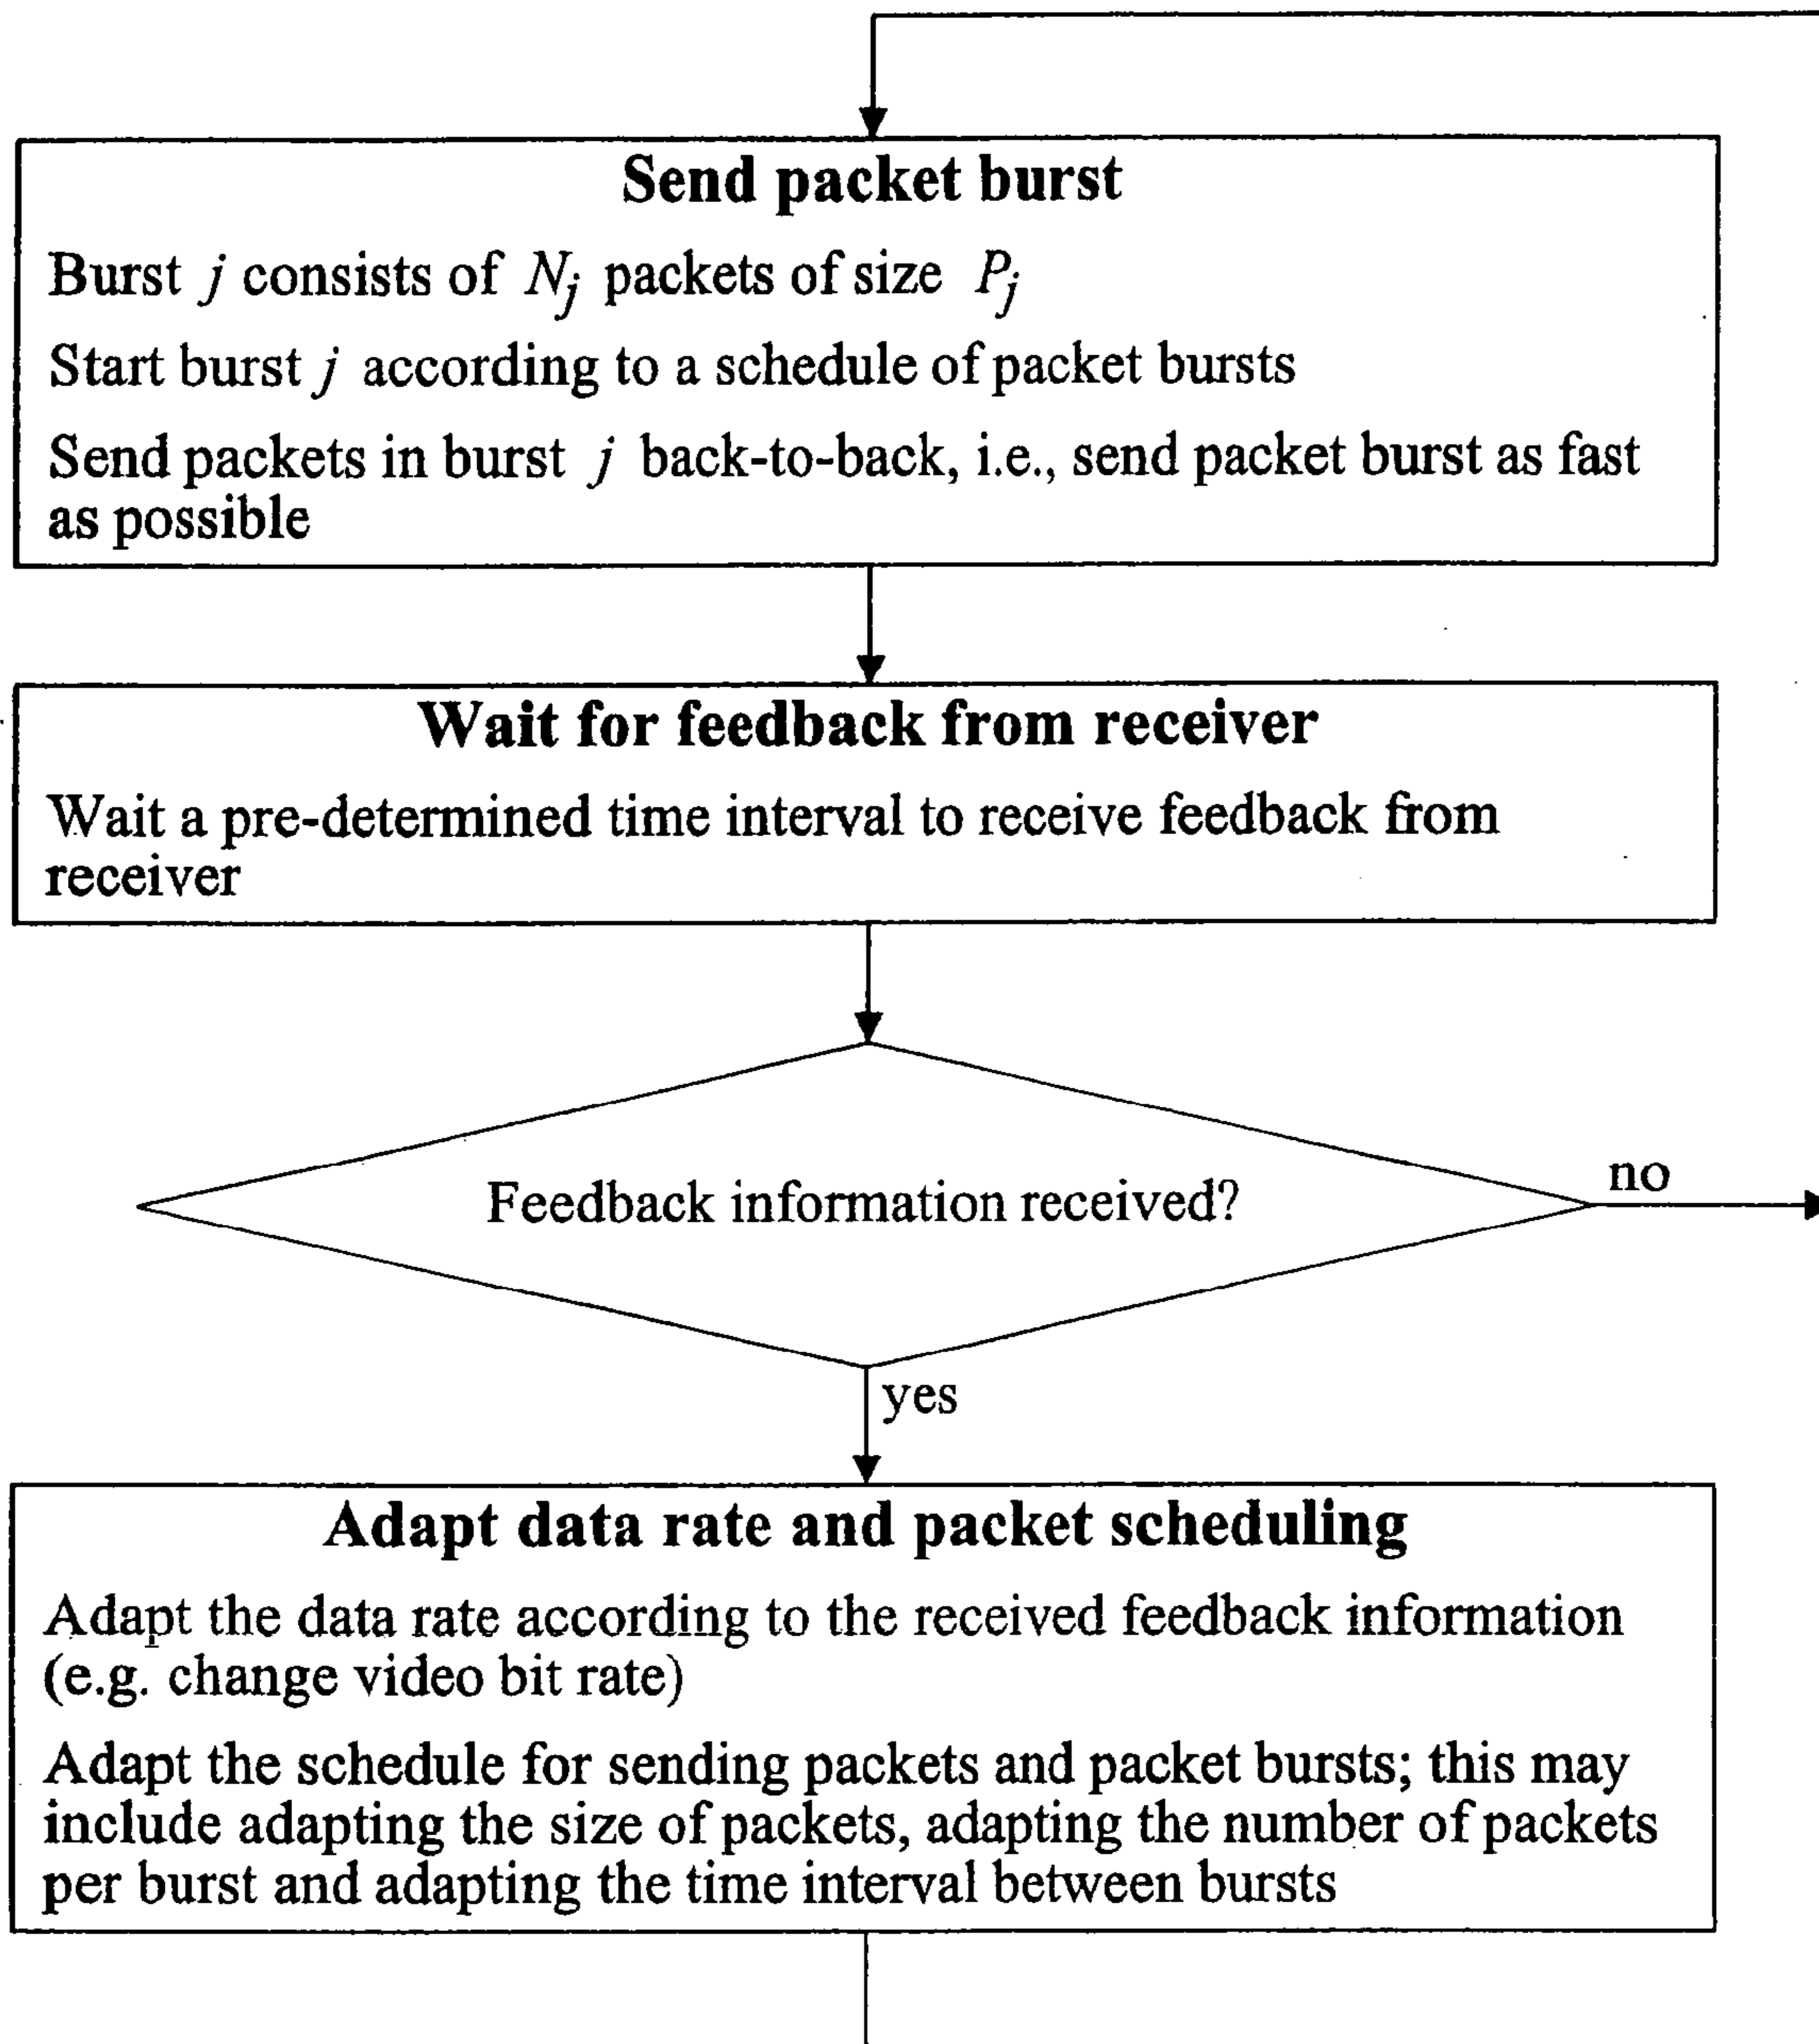 Send packet burst
Burst j consists of N_j packets of size P_j
Start burst j according to a schedule of packet bursts
Send packets in burst j back-to-back, i.e., send packet burst as fast
as possible
Wait for feedback from receiver
Wait a pre-determined time interval to receive feedback from
receiver
Feedback information received?
no
yes
Adapt data rate and packet scheduling
Adapt the data rate according to the received feedback information
(e.g. change video bit rate)
Adapt the schedule for sending packets and packet bursts; this may
include adapting the size of packets, adapting the number of packets
per burst and adapting the time interval between bursts